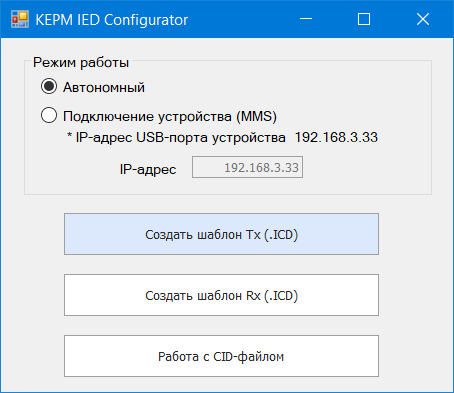 KEPM IED Configurator
Режим работы
Автономный
Подключение устройства (MMS)
* IP-адрес USB-порта устройства 192.168.3.33
IP-адрес 192.168.3.33
Создать шаблон Tx (.ICD)
Создать шаблон Rx (.ICD)
Работа с CID-файлом